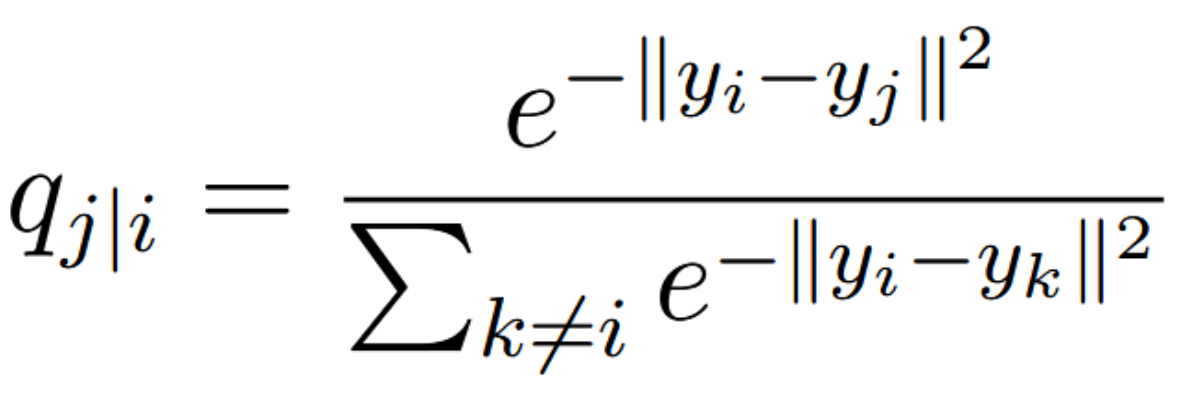 $q_{j|i} = \frac{e^{-\|y_i - y_j\|^2}}{\sum_{k \neq i} e^{-\|y_i - y_k\|^2}}$